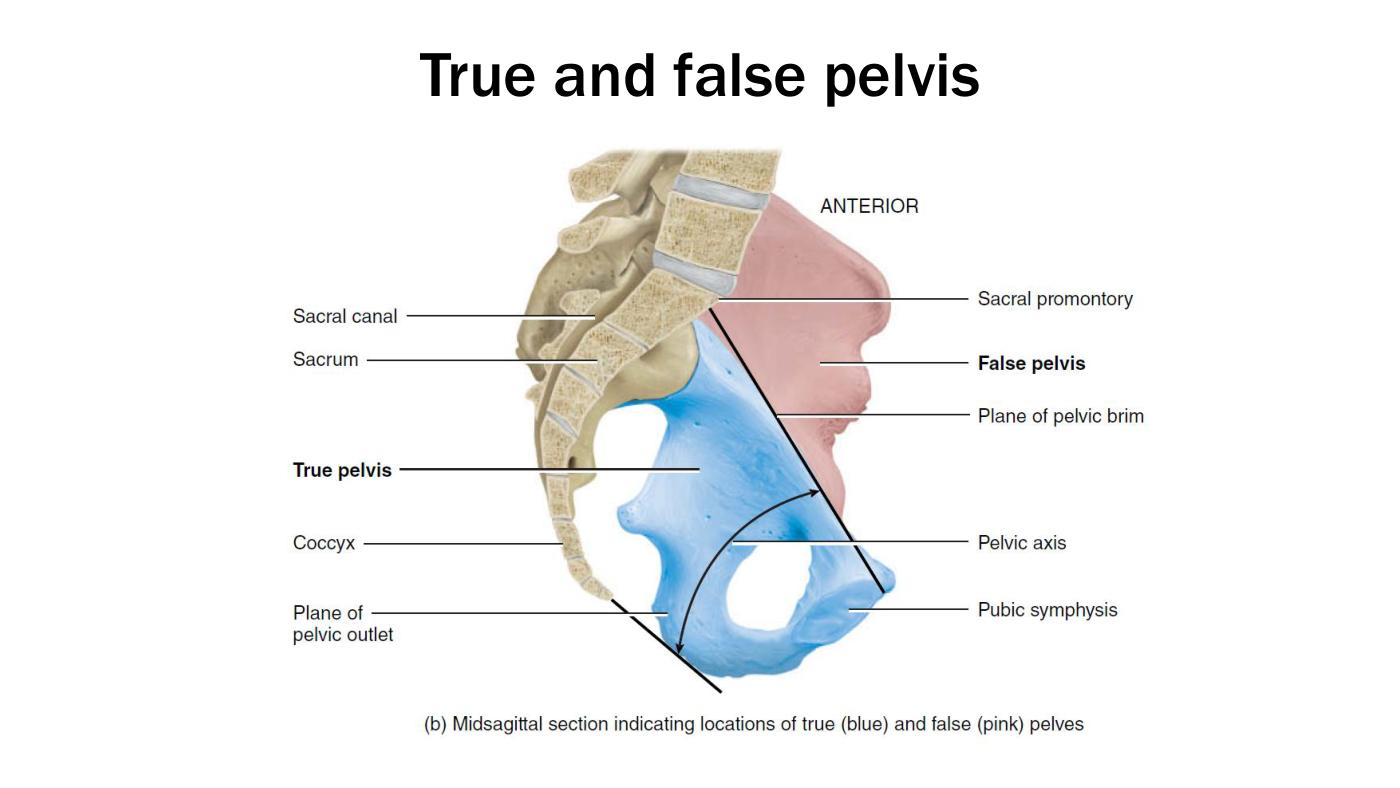 True and false pelvis
ANTERIOR
Sacral canal
Sacrum
True pelvis
Coccyx
Plane of
pelvic outlet
Sacral promontory
False pelvis
Plane of pelvic brim
Pelvic axis
Pubic symphysis
(b) Midsagittal section indicating locations of true (blue) and false (pink) pelves